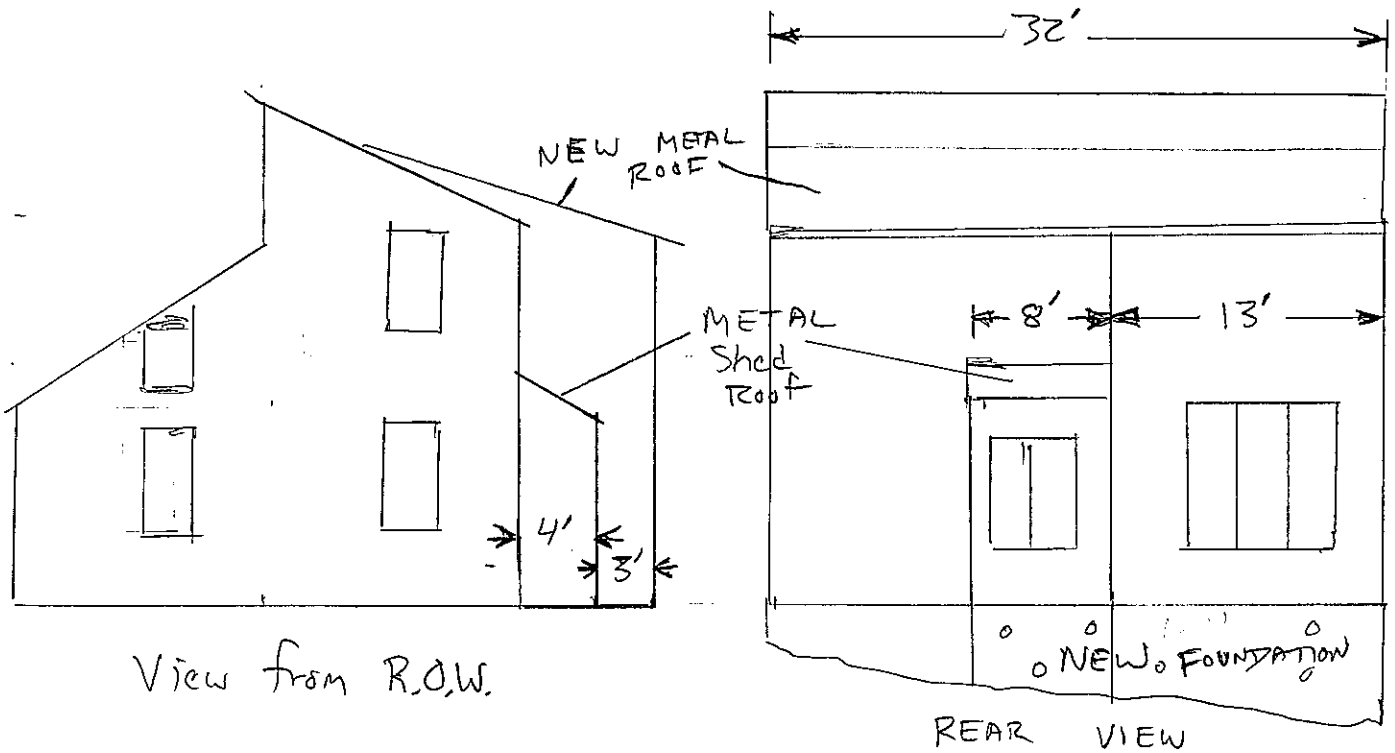 32'
NEW METAL
ROOF
8'
13'
METAL
Shed
Roof
4'
3'
NEW FOUNDATION
View from R.O.W.
REAR VIEW